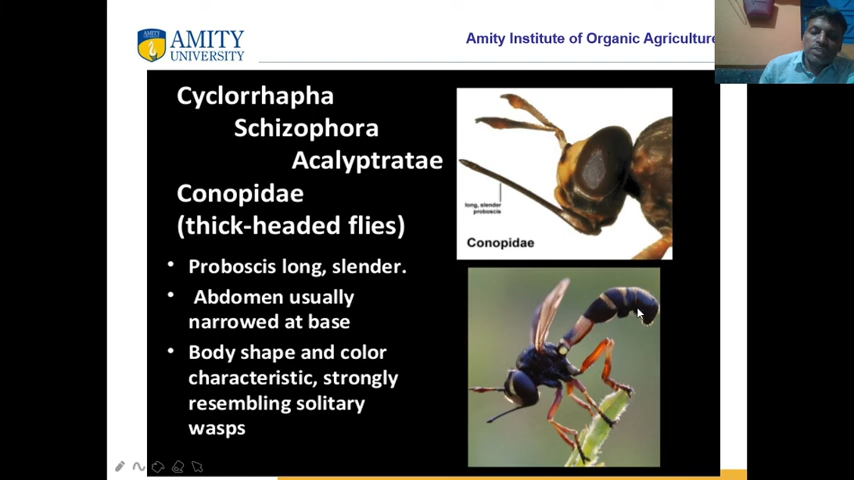 AMITY
AMITY
UNIVERSITY
Amity Institute of Organic Agriculture
Cyclorrhapha
Schizophora
Acalyptratae
Conopidae
(thick-headed flies)
• Proboscis long, slender.
• Abdomen usually
narrowed at base
• Body shape and color
characteristic, strongly
resembling solitary
wasps
long, slender
proboscis
Conopidae